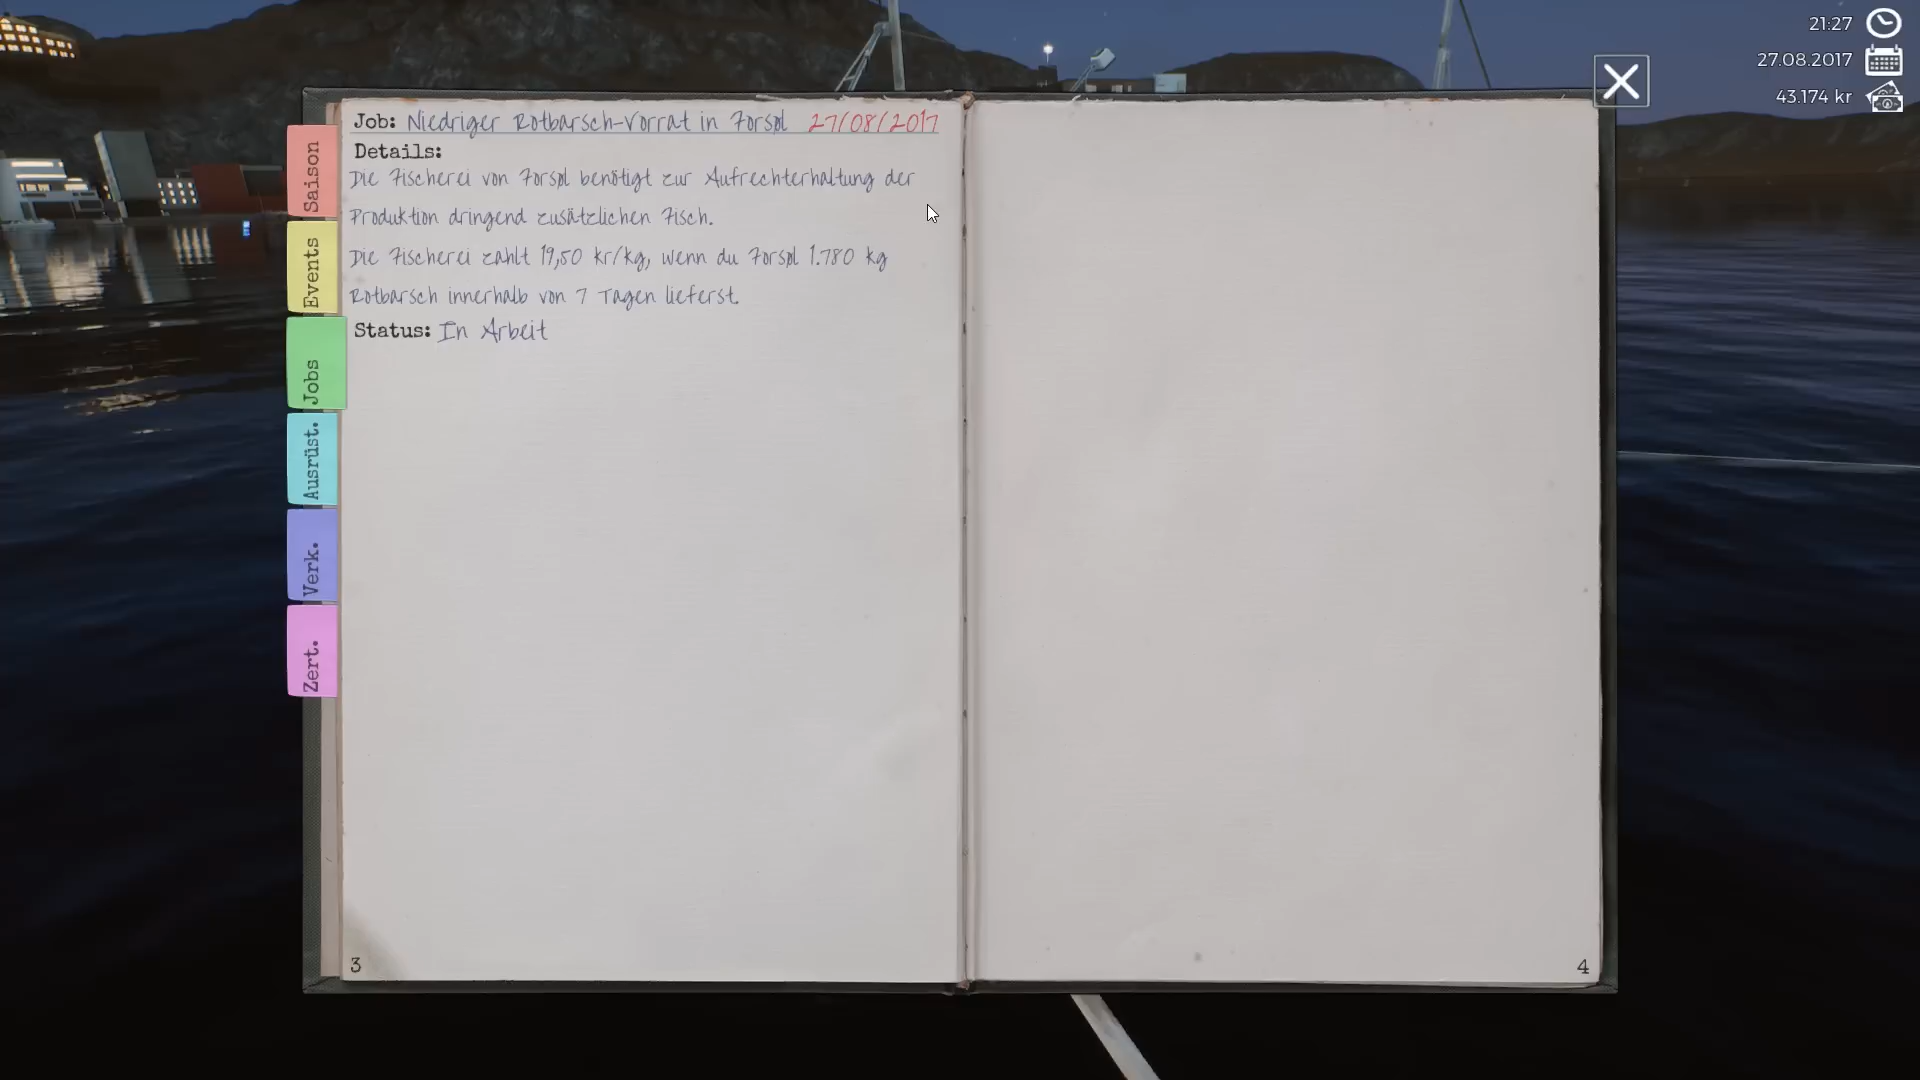 21:27
27.08.2017
43.174 kr
Job: Niedriger Rotbarsch-Vorrat in Forsøl 27/08/2017
Details:
Die Fischerei von Forsøl benötigt zur Aufrechterhaltung der
Produktion dringend zusätzlichen Fisch.
Die Fischerei zahlt 19,50 kr/kg, wenn du Forsøl 1.780 kg
Rotbarsch innerhalb von 7 Tagen lieferst.
Status: In Arbeit
Saison
Events
Jobs
Ausrüst.
Verk.
Zert.
3
4